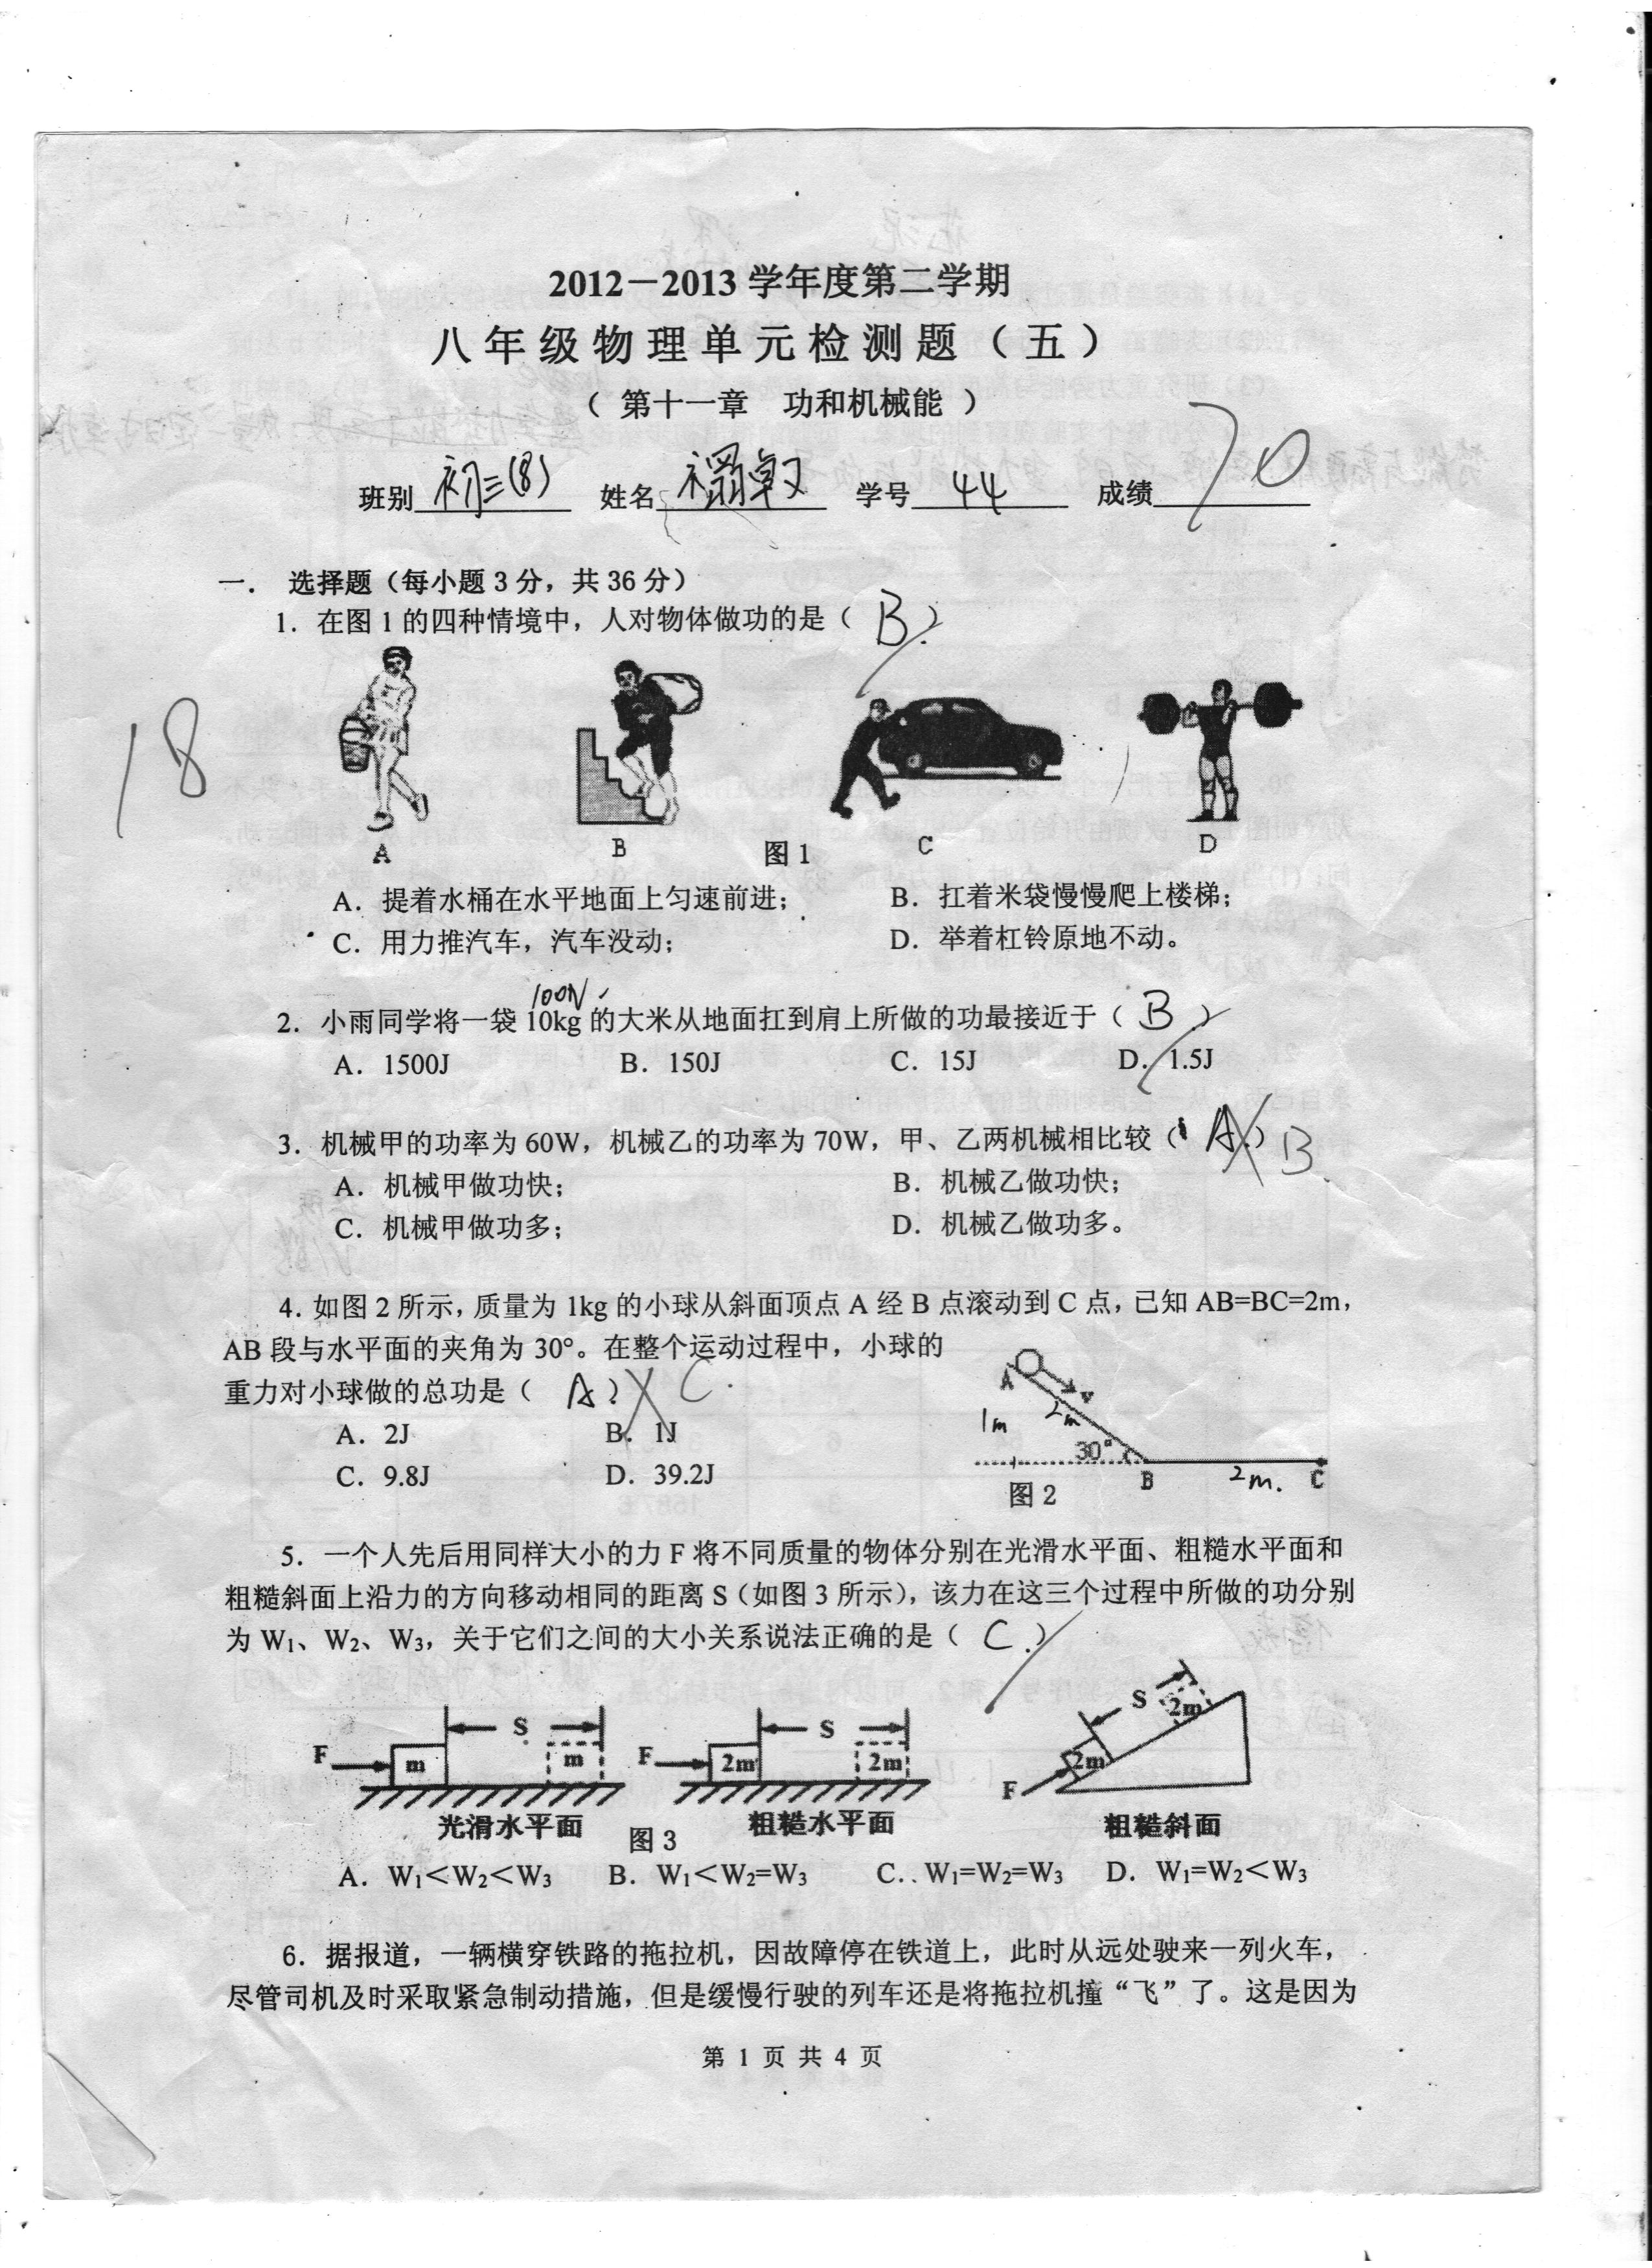 2012－2013 学年度第二学期
八年级物理单元检测题（五）
（ 第十一章 功和机械能 ）
班别 初三(8) 姓名 卓 学号 44 成绩 70
一． 选择题（每小题 3 分，共 36 分）
1．在图 1 的四种情境中，人对物体做功的是（ B ）
18
A B 图 1 C D
A．提着水桶在水平地面上匀速前进； B．扛着米袋慢慢爬上楼梯；
C．用力推汽车，汽车没动； D．举着杠铃原地不动。
100N
2．小雨同学将一袋 10kg 的大米从地面扛到肩上所做的功最接近于（ B ）
A．1500J B．150J C．15J D．1.5J
3．机械甲的功率为 60W，机械乙的功率为 70W，甲、乙两机械相比较（ A ）B
A．机械甲做功快； B．机械乙做功快；
C．机械甲做功多； D．机械乙做功多。
4．如图 2 所示，质量为 1kg 的小球从斜面顶点 A 经 B 点滚动到 C 点，已知 AB=BC=2m，
AB 段与水平面的夹角为 30°。在整个运动过程中，小球的
重力对小球做的总功是（ A ）C
A．2J B．1J
C．9.8J D．39.2J
A v
1m 2m
30°
B 2m. C
图 2
5．一个人先后用同样大小的力 F 将不同质量的物体分别在光滑水平面、粗糙水平面和
粗糙斜面上沿力的方向移动相同的距离 S（如图 3 所示），该力在这三个过程中所做的功分别
为 W₁、W₂、W₃，关于它们之间的大小关系说法正确的是（ C ）
S S S 2m
F m m F 2m 2m F 2m
光滑水平面 图 3 粗糙水平面 粗糙斜面
A．W₁＜W₂＜W₃ B．W₁＜W₂=W₃ C．W₁=W₂=W₃ D．W₁=W₂＜W₃
6．据报道，一辆横穿铁路的拖拉机，因故障停在铁道上，此时从远处驶来一列火车，
尽管司机及时采取紧急制动措施，但是缓慢行驶的列车还是将拖拉机撞“飞”了。这是因为
第 1 页 共 4 页